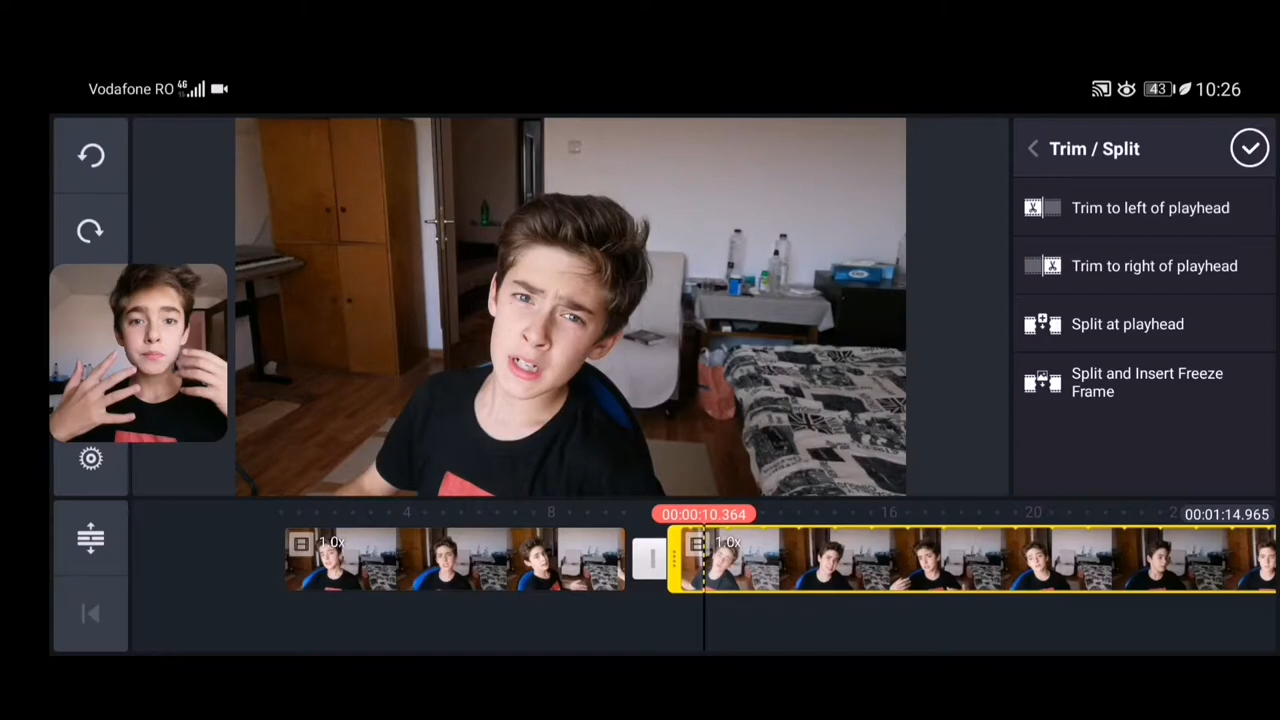 Vodafone RO 4G
43 10:26
Trim / Split
Trim to left of playhead
Trim to right of playhead
Split at playhead
Split and Insert Freeze
Frame
4 8 00:00:10.364 16 20 2 00:01:14.965
1.0x 1.0x